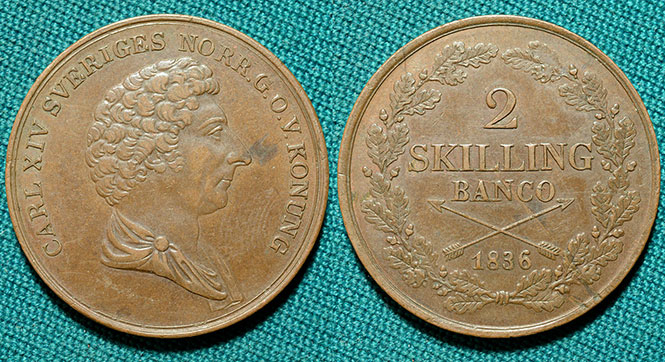 CARL XIV SVERIGES NORR.G.O.V KONUNG
2
SKILLING
BANCO
1836